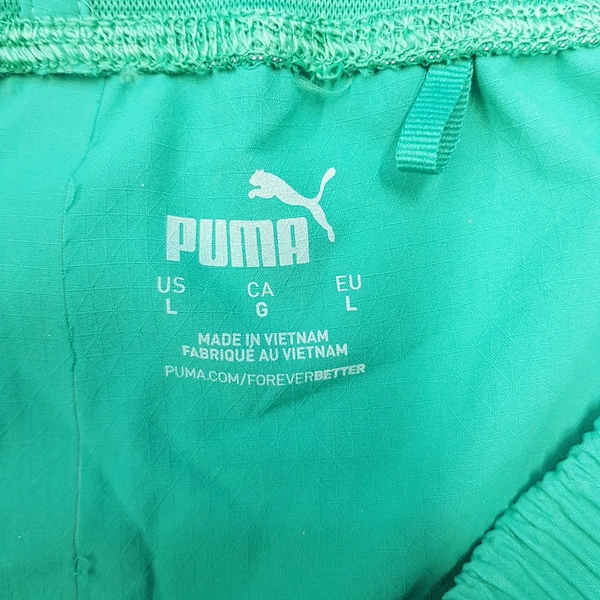 PUMA
US CA EU
L G L
MADE IN VIETNAM
FABRIQUÉ AU VIETNAM
PUMA.COM/FOREVERBETTER